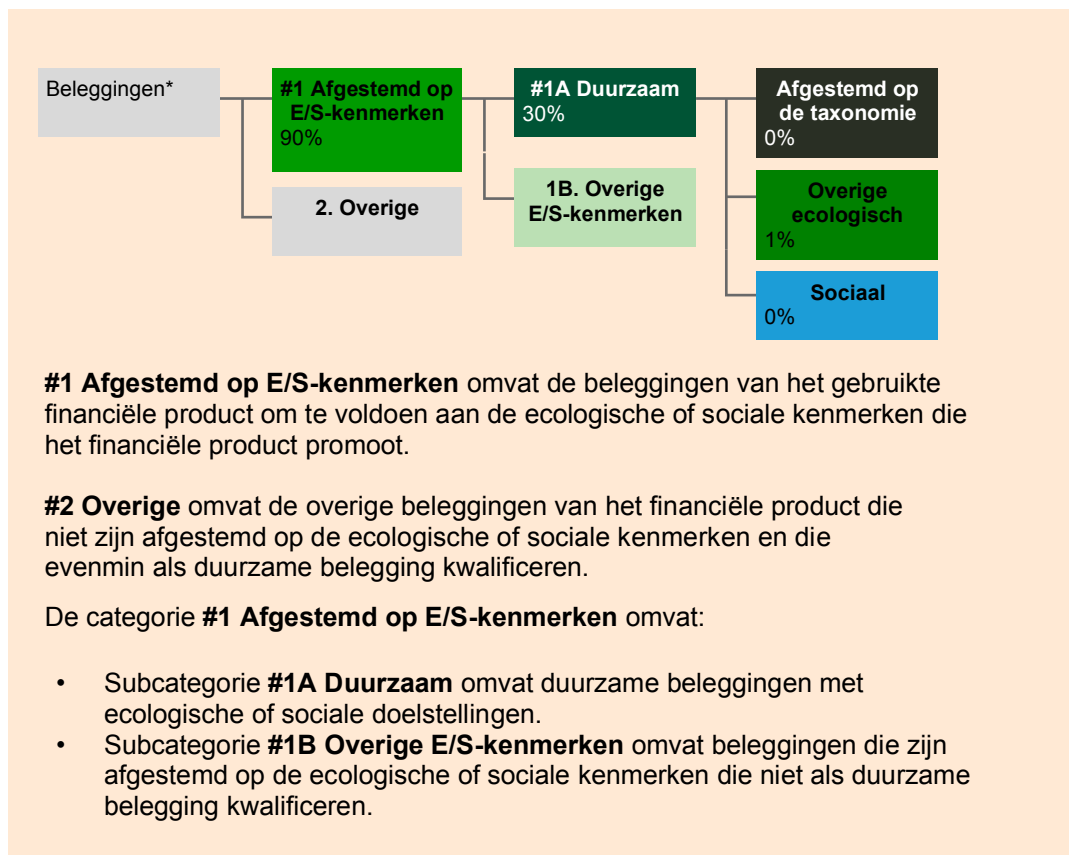 Beleggingen*
#1 Afgestemd op
E/S-kenmerken
90%
2. Overige
#1A Duurzaam
30%
1B. Overige
E/S-kenmerken
Afgestemd op
de taxonomie
0%
Overige
ecologisch
1%
Sociaal
0%
#1 Afgestemd op E/S-kenmerken omvat de beleggingen van het gebruikte
financiële product om te voldoen aan de ecologische of sociale kenmerken die
het financiële product promoot.
#2 Overige omvat de overige beleggingen van het financiële product die
niet zijn afgestemd op de ecologische of sociale kenmerken en die
evenmin als duurzame belegging kwalificeren.
De categorie #1 Afgestemd op E/S-kenmerken omvat:
• Subcategorie #1A Duurzaam omvat duurzame beleggingen met
ecologische of sociale doelstellingen.
• Subcategorie #1B Overige E/S-kenmerken omvat beleggingen die zijn
afgestemd op de ecologische of sociale kenmerken die niet als duurzame
belegging kwalificeren.